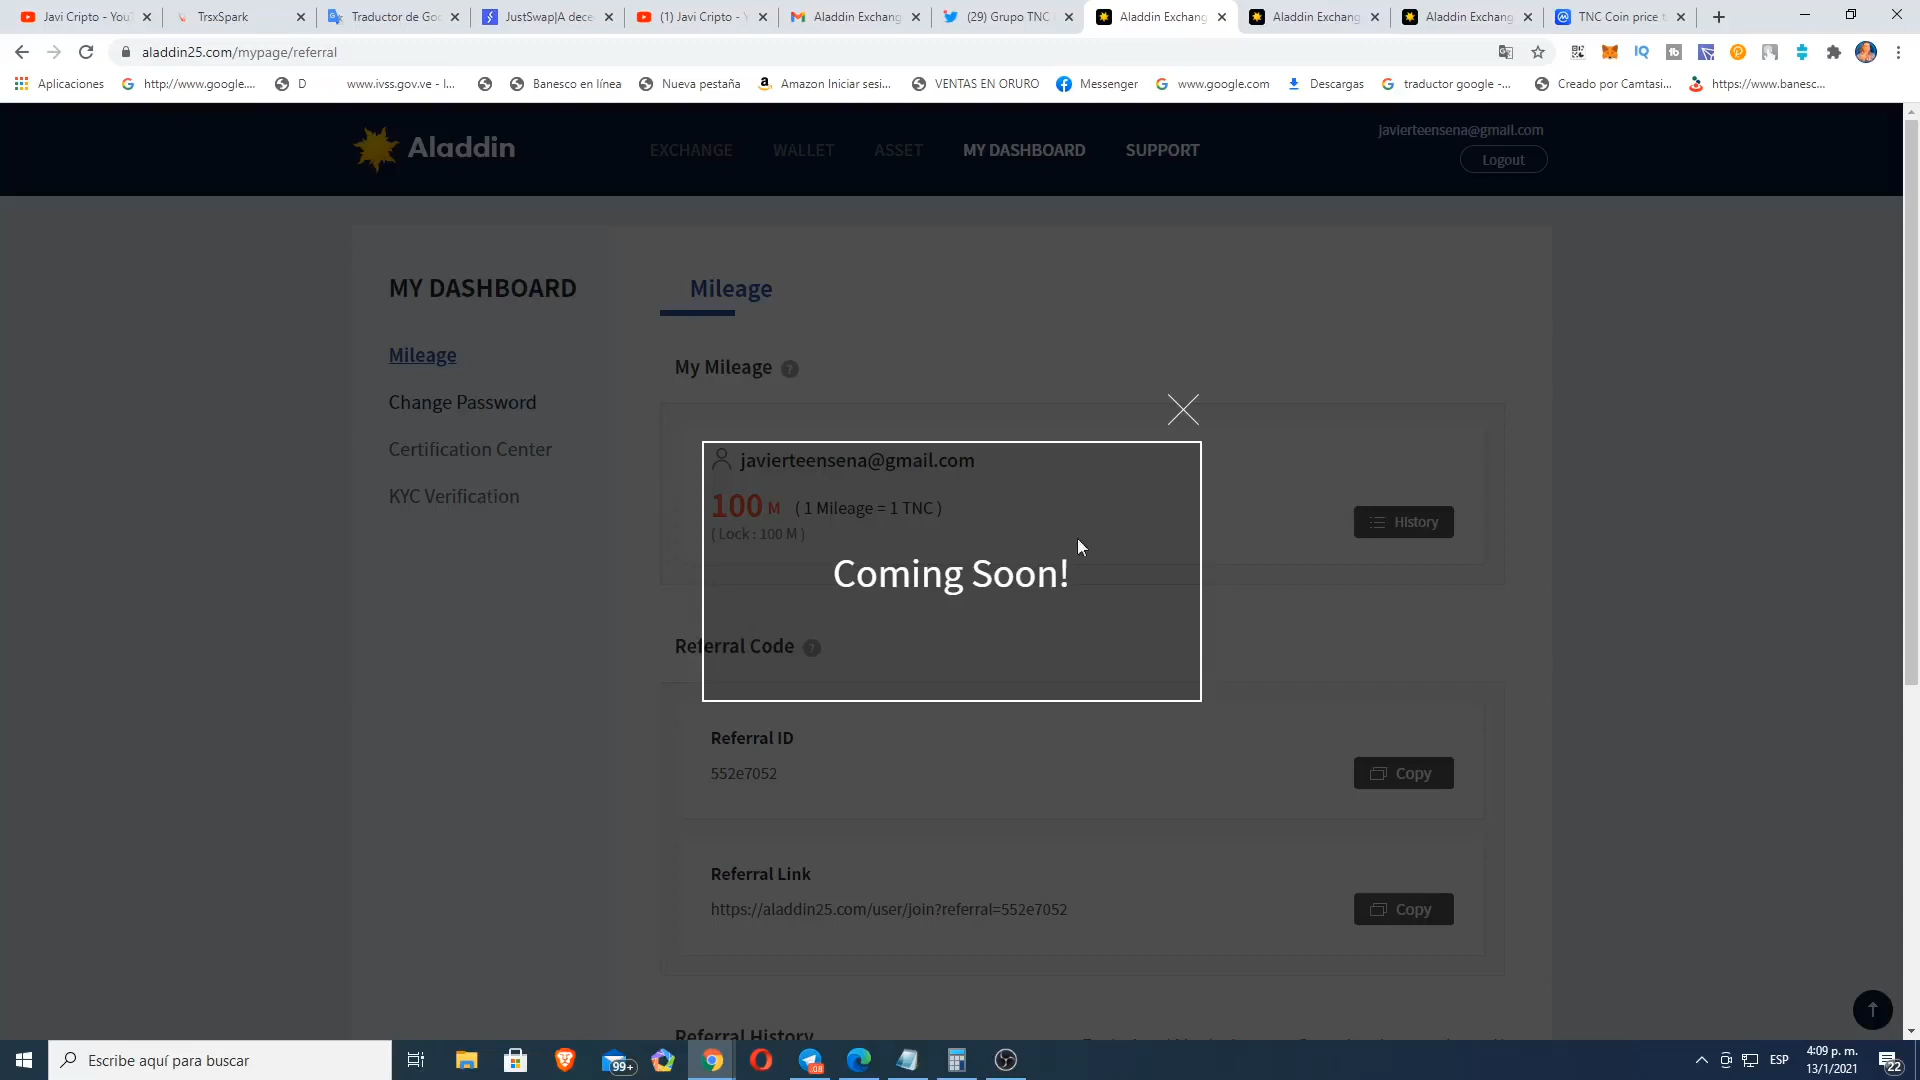 Javi Cripto - You
TrsxSpark
Traductor de Go
JustSwap|A dece
(1) Javi Cripto - Y
Aladdin Exchang
(29) Grupo TNC
Aladdin Exchang
Aladdin Exchang
Aladdin Exchang
TNC Coin price t
aladdin25.com/mypage/referral
Aplicaciones
http://www.google....
D
www.ivss.gov.ve - I...
Banesco en línea
Nueva pestaña
Amazon Iniciar sesi...
VENTAS EN ORURO
Messenger
www.google.com
Descargas
traductor google -...
Creado por Camtasi...
https://www.banesc...
Aladdin
EXCHANGE
WALLET
ASSET
MY DASHBOARD
SUPPORT
javierteensena@gmail.com
Logout
MY DASHBOARD
Mileage
Change Password
Certification Center
KYC Verification
Mileage
My Mileage ?
javierteensena@gmail.com
100 M ( 1 Mileage = 1 TNC )
( Lock : 100 M )
History
Coming Soon!
Referral Code ?
Referral ID
552e7052
Copy
Referral Link
https://aladdin25.com/user/join?referral=552e7052
Copy
Referral History
Escribe aquí para buscar
99+
ESP
4:09 p. m.
13/1/2021
22